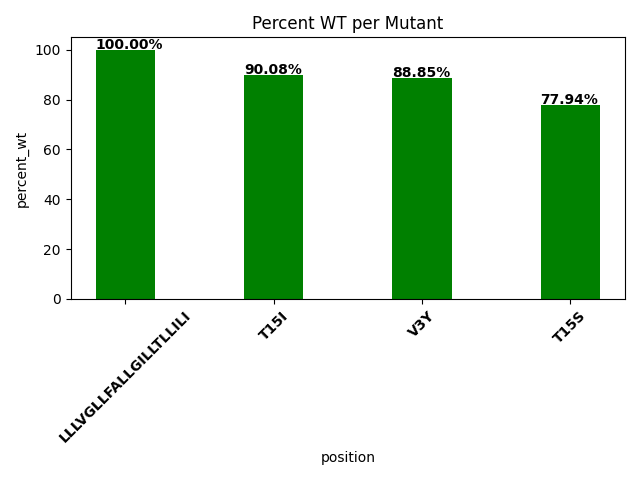 Percent WT per Mutant
percent_wt
100
80
60
40
20
0
100.00%
90.08%
88.85%
77.94%
LLLVGLLFALLGILLTLLILI
T15I
V3Y
T15S
position